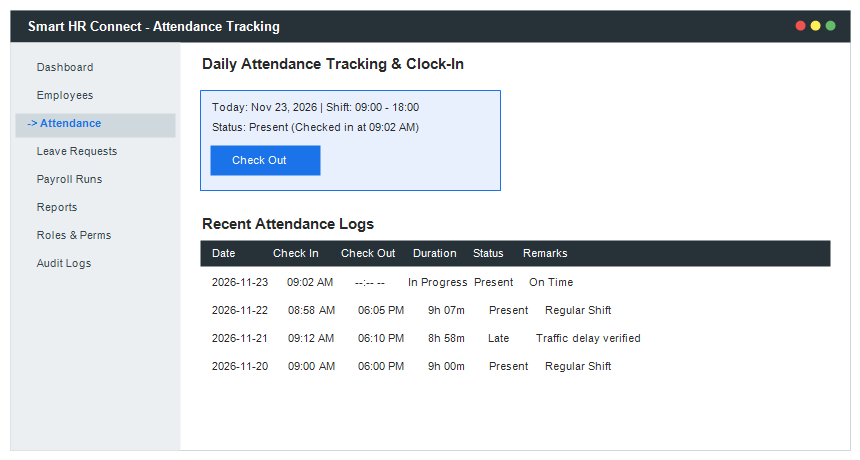 Smart HR Connect - Attendance Tracking
Dashboard
Employees
-> Attendance
Leave Requests
Payroll Runs
Reports
Roles & Perms
Audit Logs
Daily Attendance Tracking & Clock-In
Today: Nov 23, 2026 | Shift: 09:00 - 18:00
Status: Present (Checked in at 09:02 AM)
Check Out
Recent Attendance Logs
Date Check In Check Out Duration Status Remarks
2026-11-23 09:02 AM --:-- -- In Progress Present On Time
2026-11-22 08:58 AM 06:05 PM 9h 07m Present Regular Shift
2026-11-21 09:12 AM 06:10 PM 8h 58m Late Traffic delay verified
2026-11-20 09:00 AM 06:00 PM 9h 00m Present Regular Shift